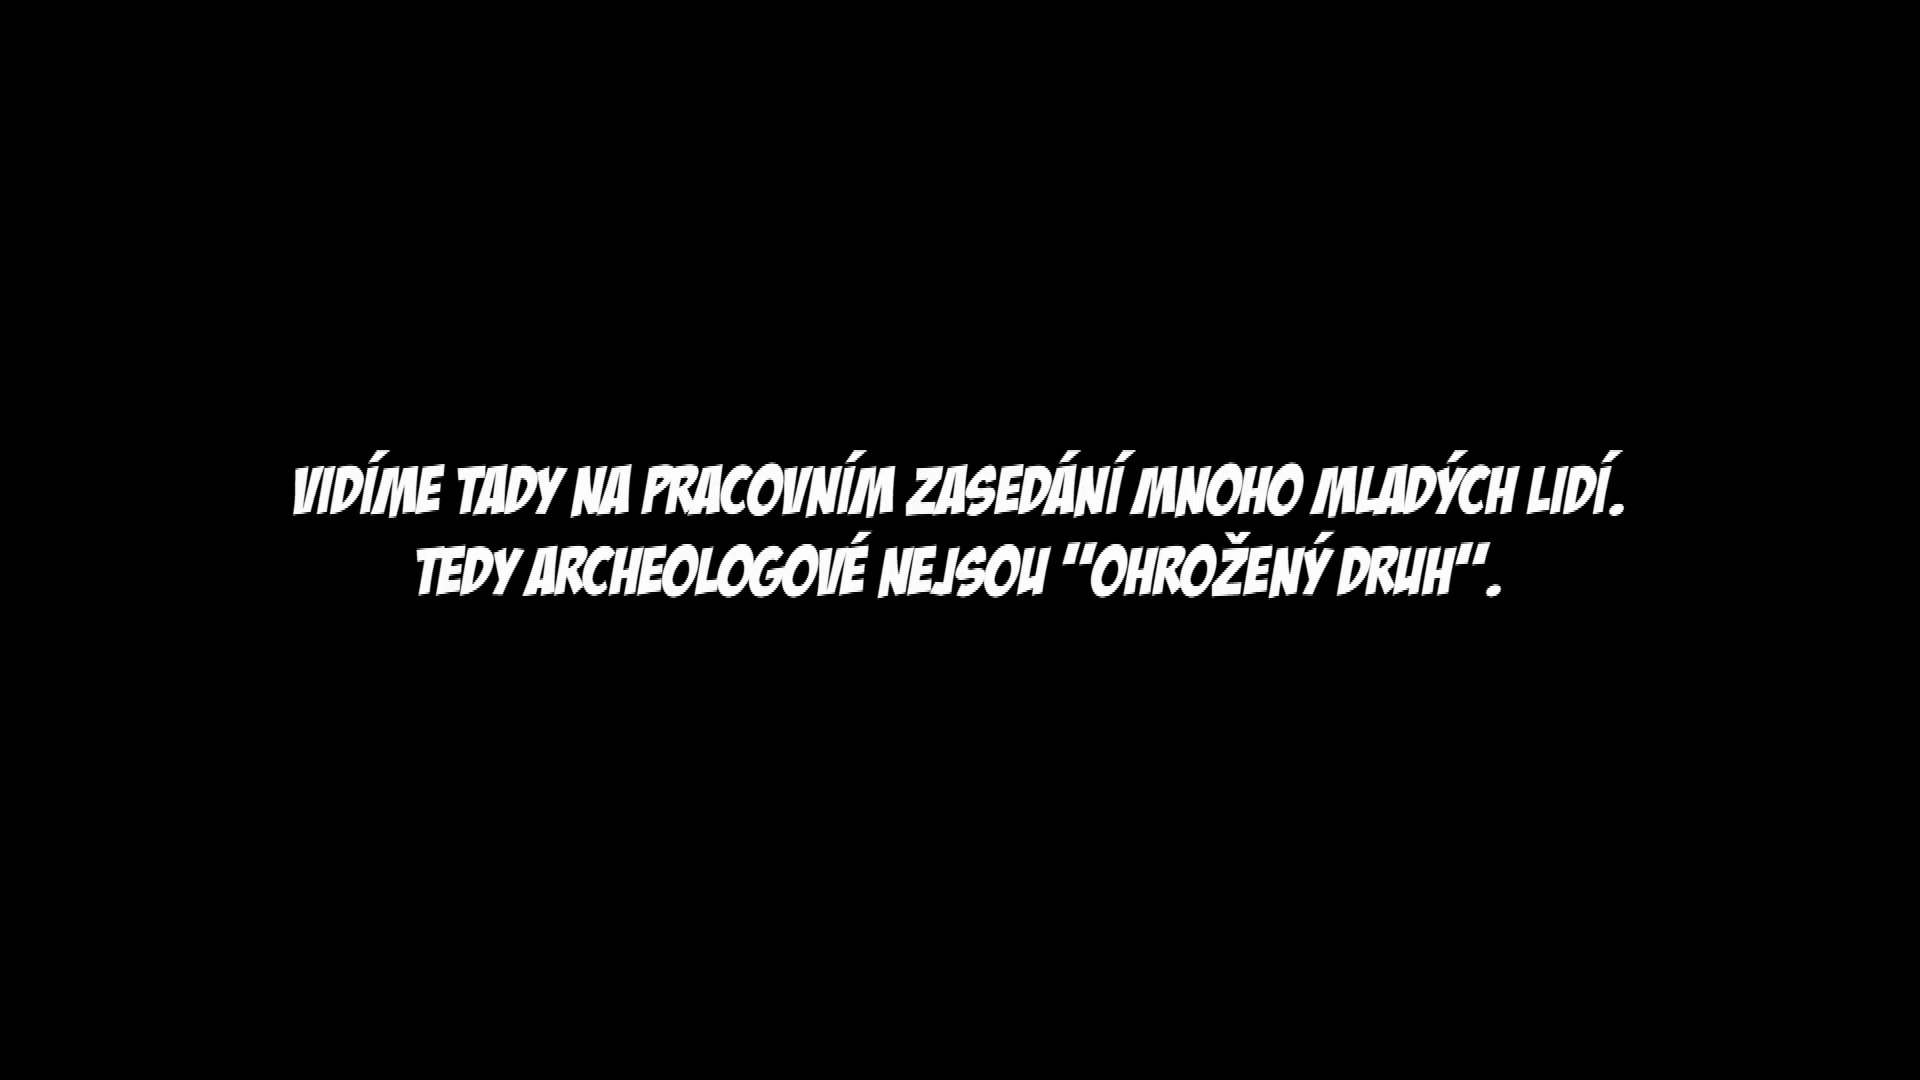 VIDÍME TADY NA PRACOVNÍM ZASEDÁNÍ MNOHO MLADÝCH LIDÍ.
TEDY ARCHEOLOGOVÉ NEJSOU "OHROŽENÝ DRUH".